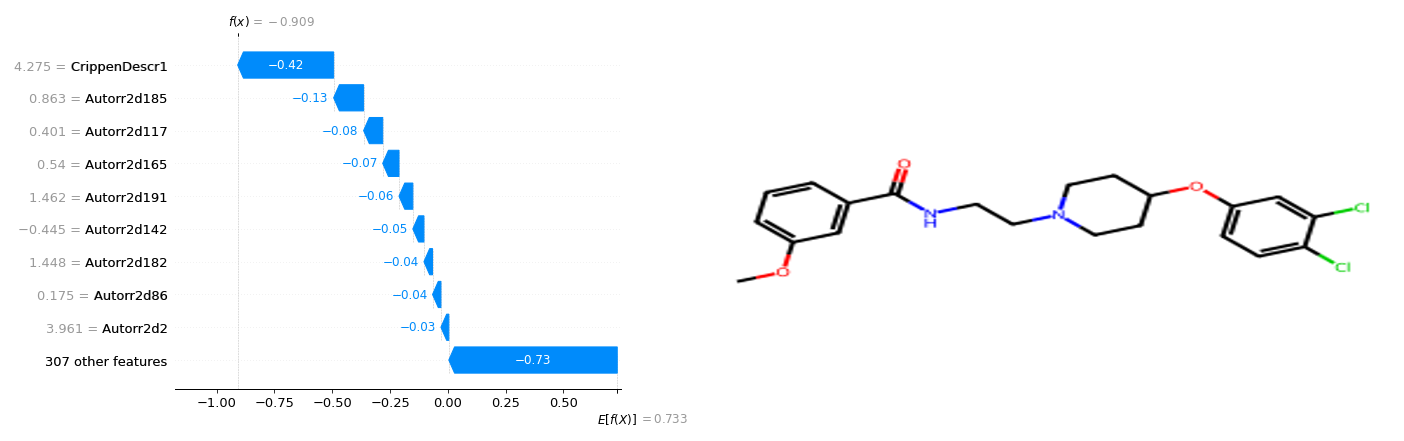 f(x) = −0.909
4.275 = CrippenDescr1
−0.42
0.863 = Autorr2d185
−0.13
0.401 = Autorr2d117
−0.08
0.54 = Autorr2d165
−0.07
1.462 = Autorr2d191
−0.06
−0.445 = Autorr2d142
−0.05
1.448 = Autorr2d182
−0.04
0.175 = Autorr2d86
−0.04
3.961 = Autorr2d2
−0.03
307 other features
−0.73
−1.00 −0.75 −0.50 −0.25 0.00 0.25 0.50
E[f(X)] = 0.733
O
N
H
O
N
O
Cl
Cl